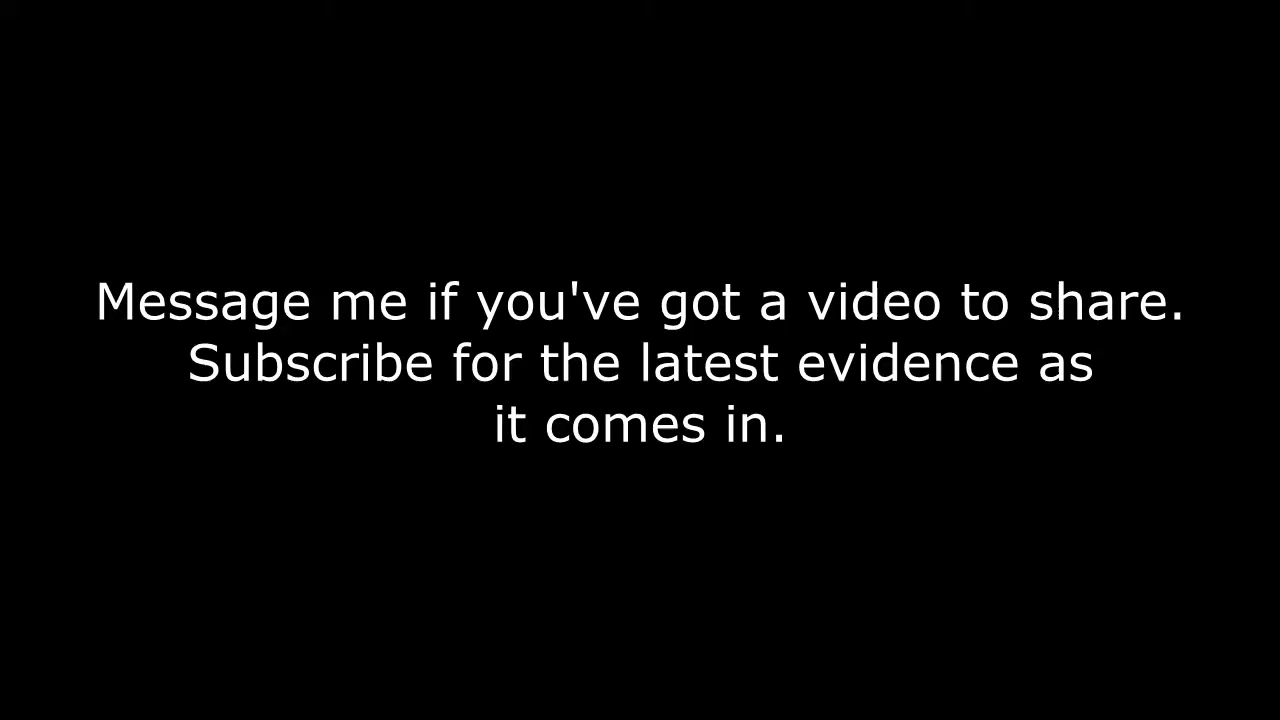 Message me if you've got a video to share.
Subscribe for the latest evidence as
it comes in.